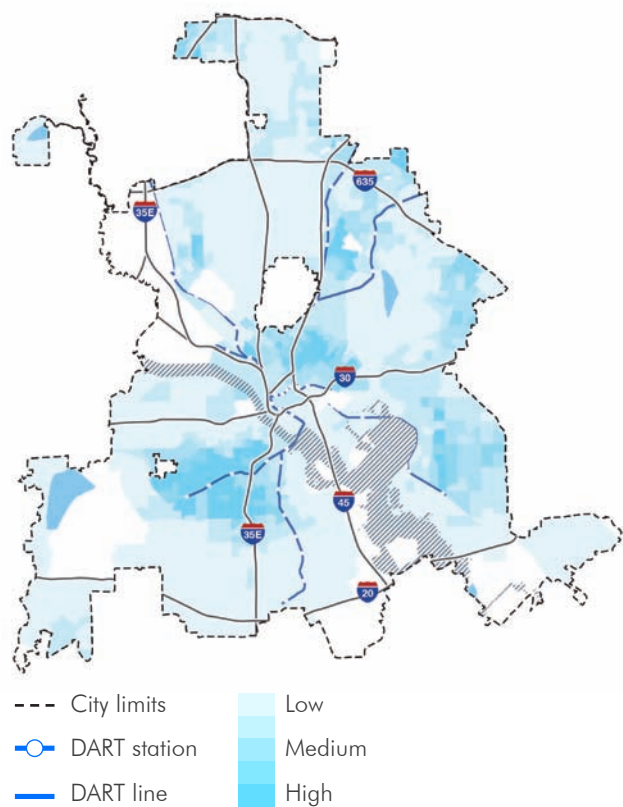 635
35E
30
45
35E
20
City limits
DART station
DART line
Low
Medium
High